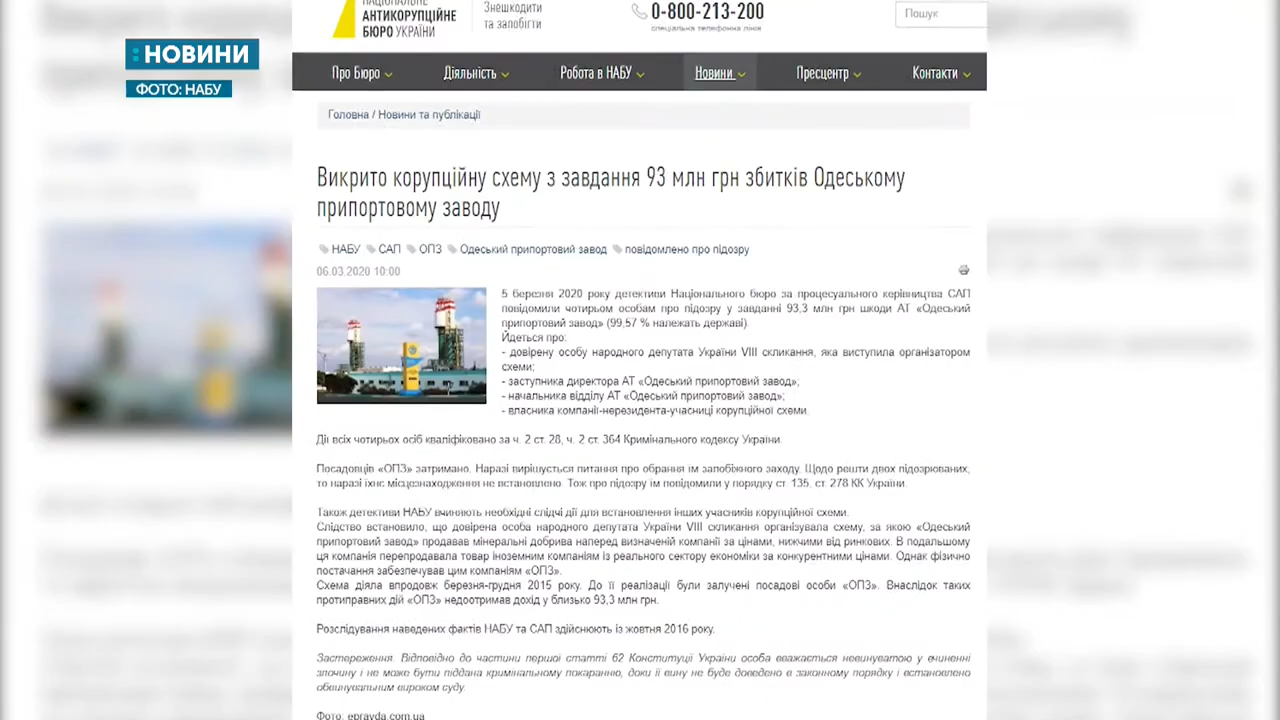 НАЦІОНАЛЬНЕ
АНТИКОРУПЦІЙНЕ
БЮРО УКРАЇНИ
Знешкодити
та запобігти
0-800-213-200
спеціальна телефонна лінія
Пошук
: НОВИНИ
ФОТО: НАБУ
Про Бюро Діяльність Робота в НАБУ Новини Пресцентр Контакти
Головна / Новини та публікації
Викрито корупційну схему з завдання 93 млн грн збитків Одеському
припортовому заводу
НАБУ САП ОПЗ Одеський припортовий завод повідомлено про підозру
06.03.2020 10:00
5 березня 2020 року детективи Національного бюро за процесуального керівництва САП
повідомили чотирьом особам про підозру у завданні 93,3 млн грн шкоди АТ «Одеський
припортовий завод» (99,57 % належать державі).
Йдеться про:
- довірену особу народного депутата України VIII скликання, яка виступила організатором
схеми;
- заступника директора АТ «Одеський припортовий завод»;
- начальника відділу АТ «Одеський припортовий завод»;
- власника компанії-нерезидента-учасниці корупційної схеми.
Дії всіх чотирьох осіб кваліфіковано за ч. 2 ст. 28, ч. 2 ст. 364 Кримінального кодексу України.
Посадовців «ОПЗ» затримано. Наразі вирішується питання про обрання їм запобіжного заходу. Щодо решти двох підозрюваних,
то наразі їхнє місцезнаходження не встановлено. Тож про підозру їм повідомили у порядку ст. 135, ст. 278 КК України.
Також детективи НАБУ вчиняють необхідні слідчі дії для встановлення інших учасників корупційної схеми.
Слідство встановило, що довірена особа народного депутата України VIII скликання організувала схему, за якою «Одеський
припортовий завод» продавав мінеральні добрива наперед визначеній компанії за цінами, нижчими від ринкових. В подальшому
ця компанія перепродавала товар іноземним компаніям із реального сектору економіки за конкурентними цінами. Однак фізично
постачання забезпечував цим компаніям «ОПЗ».
Схема діяла впродовж березня-грудня 2015 року. До її реалізації були залучені посадові особи «ОПЗ». Внаслідок таких
протиправних дій «ОПЗ» недоотримав дохід у близько 93,3 млн грн.
Розслідування наведених фактів НАБУ та САП здійснюють із жовтня 2016 року.
Застереження. Відповідно до частини першої статті 62 Конституції України особа вважається невинуватою у вчиненні
злочину і не може бути піддана кримінальному покаранню, доки її вину не буде доведено в законному порядку і встановлено
обвинувальним вироком суду.
Фото: epravda.com.ua